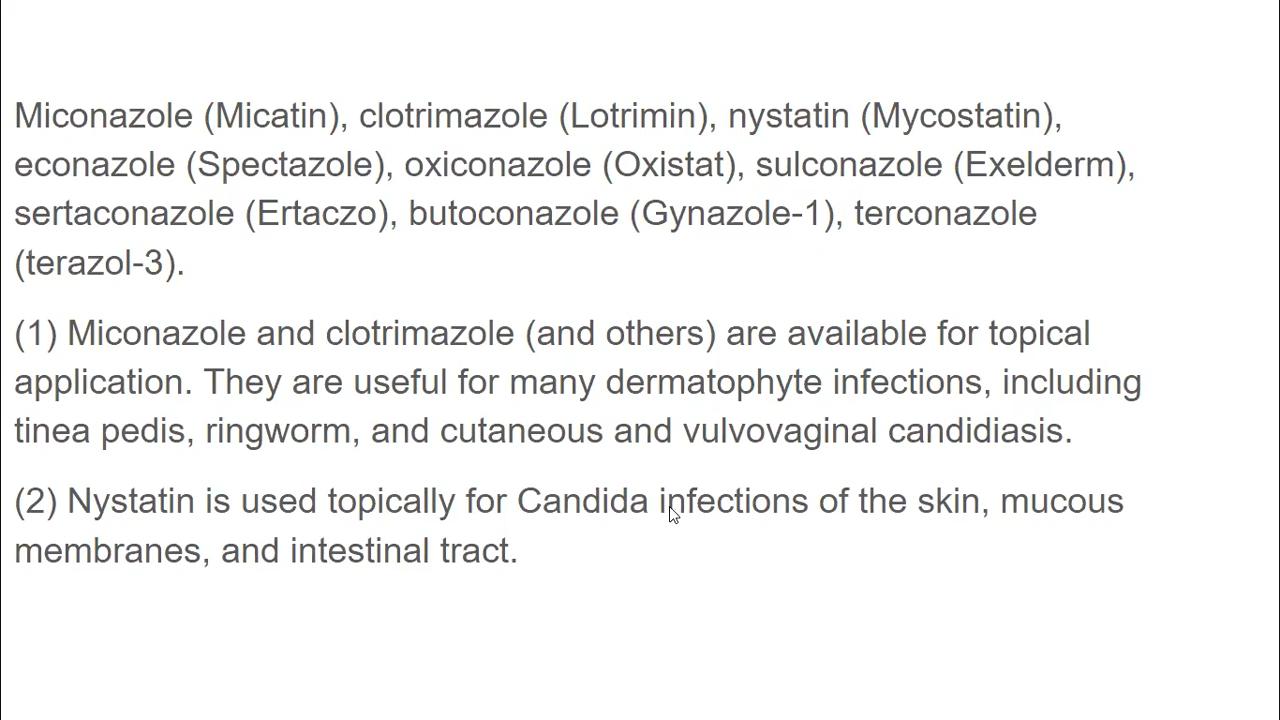 Miconazole (Micatin), clotrimazole (Lotrimin), nystatin (Mycostatin),
econazole (Spectazole), oxiconazole (Oxistat), sulconazole (Exelderm),
sertaconazole (Ertaczo), butoconazole (Gynazole-1), terconazole
(terazol-3).
(1) Miconazole and clotrimazole (and others) are available for topical
application. They are useful for many dermatophyte infections, including
tinea pedis, ringworm, and cutaneous and vulvovaginal candidiasis.
(2) Nystatin is used topically for Candida infections of the skin, mucous
membranes, and intestinal tract.